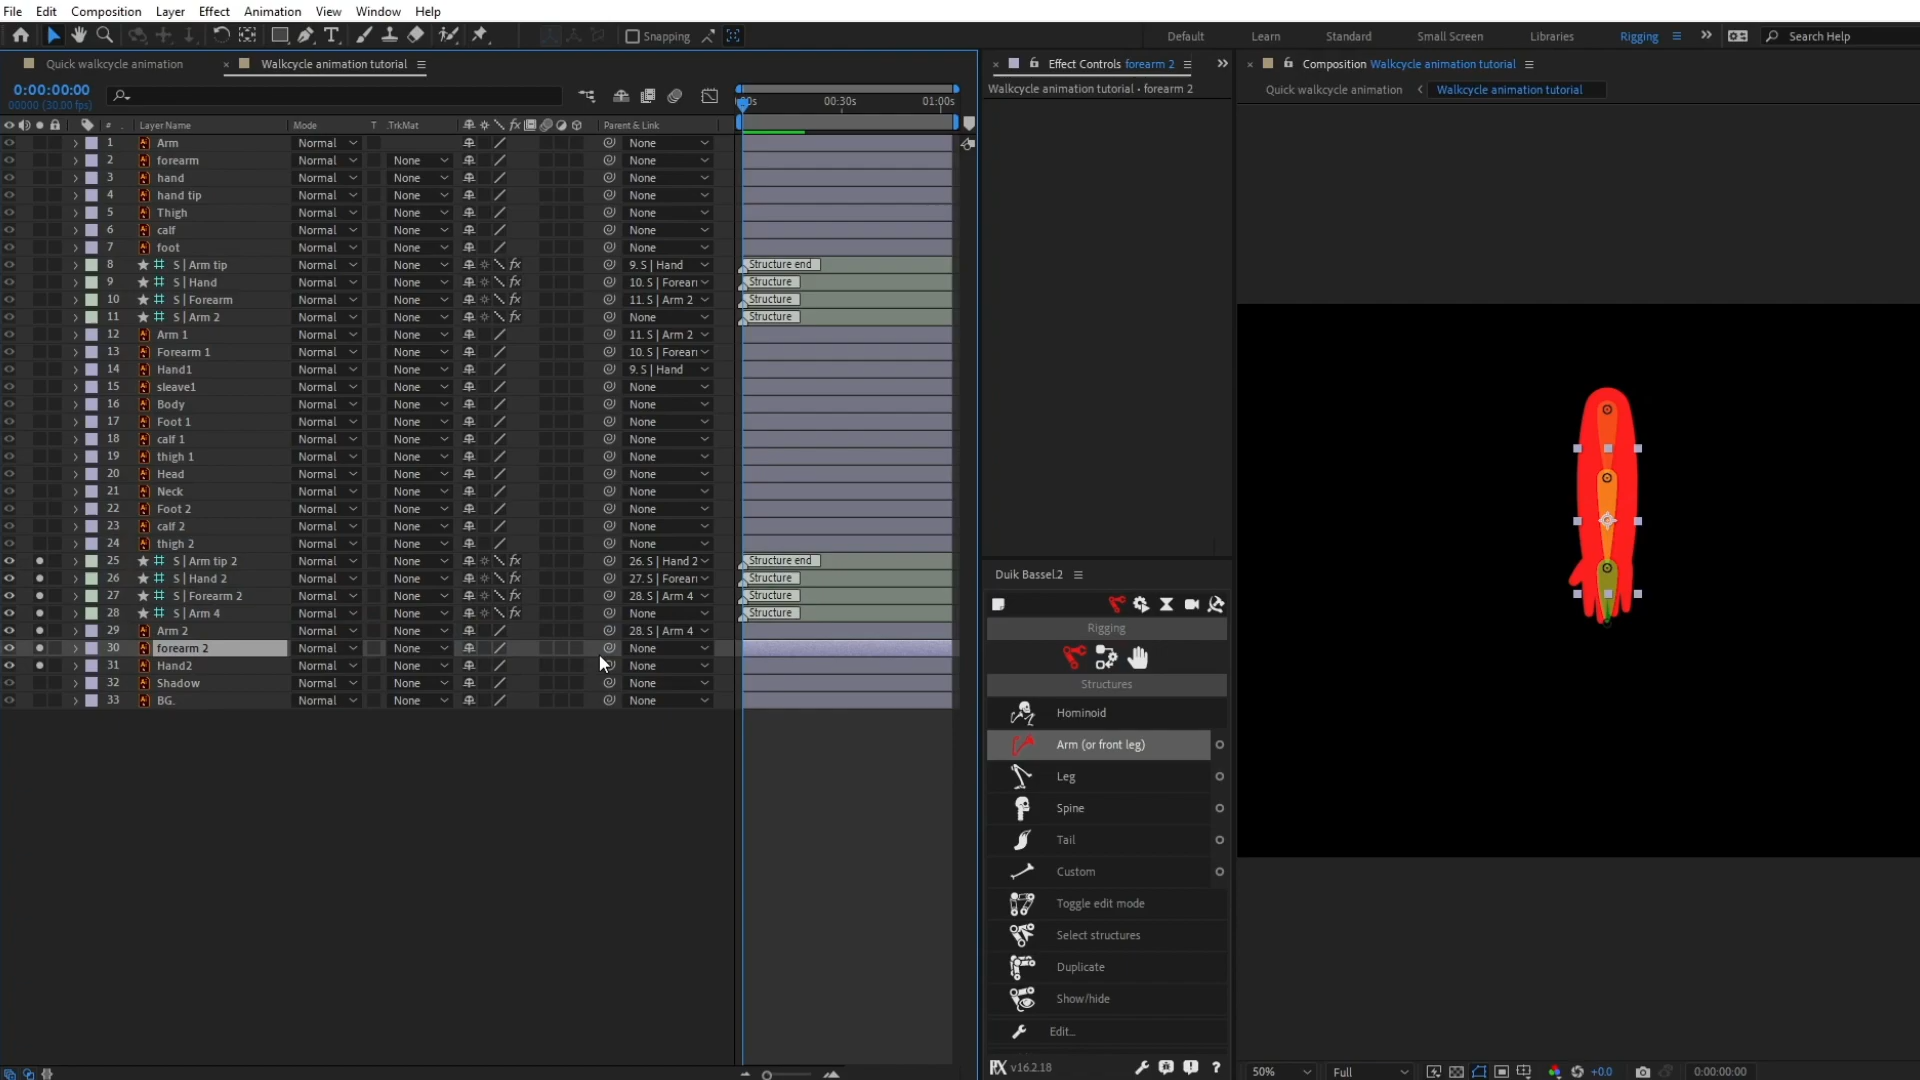 File Edit Composition Layer Effect Animation View Window Help
Snapping Default Learn Standard Small Screen Libraries Rigging Search Help
Quick walkcycle animation Walkcycle animation tutorial
0:00:00:00
00000 (30.00 fps)
00:30s 01:00s
# Layer Name Mode T .TrkMat Parent & Link
1 Arm Normal None
2 forearm Normal None None
3 hand Normal None None
4 hand tip Normal None None
5 Thigh Normal None None
6 calf Normal None None
7 foot Normal None None
8 S | Arm tip Normal None fx 9. S | Hand Structure end
9 S | Hand Normal None fx 10. S | Forearı Structure
10 S | Forearm Normal None fx 11. S | Arm 2 Structure
11 S | Arm 2 Normal None fx None Structure
12 Arm 1 Normal None 11. S | Arm 2
13 Forearm 1 Normal None 10. S | Forearı
14 Hand1 Normal None 9. S | Hand
15 sleave1 Normal None None
16 Body Normal None None
17 Foot 1 Normal None None
18 calf 1 Normal None None
19 thigh 1 Normal None None
20 Head Normal None None
21 Neck Normal None None
22 Foot 2 Normal None None
23 calf 2 Normal None None
24 thigh 2 Normal None None
25 S | Arm tip 2 Normal None fx 26. S | Hand 2 Structure end
26 S | Hand 2 Normal None fx 27. S | Forearı Structure
27 S | Forearm 2 Normal None fx 28. S | Arm 4 Structure
28 S | Arm 4 Normal None fx None Structure
29 Arm 2 Normal None 28. S | Arm 4
30 forearm 2 Normal None None
31 Hand2 Normal None None
32 Shadow Normal None None
33 BG. Normal None None
Effect Controls forearm 2
Walkcycle animation tutorial • forearm 2
Duik Bassel.2
Rigging
Structures
Hominoid
Arm (or front leg)
Leg
Spine
Tail
Custom
Toggle edit mode
Select structures
Duplicate
Show/hide
Edit...
v16.2.18
Composition Walkcycle animation tutorial
Quick walkcycle animation Walkcycle animation tutorial
50% Full +0.0 0:00:00:00